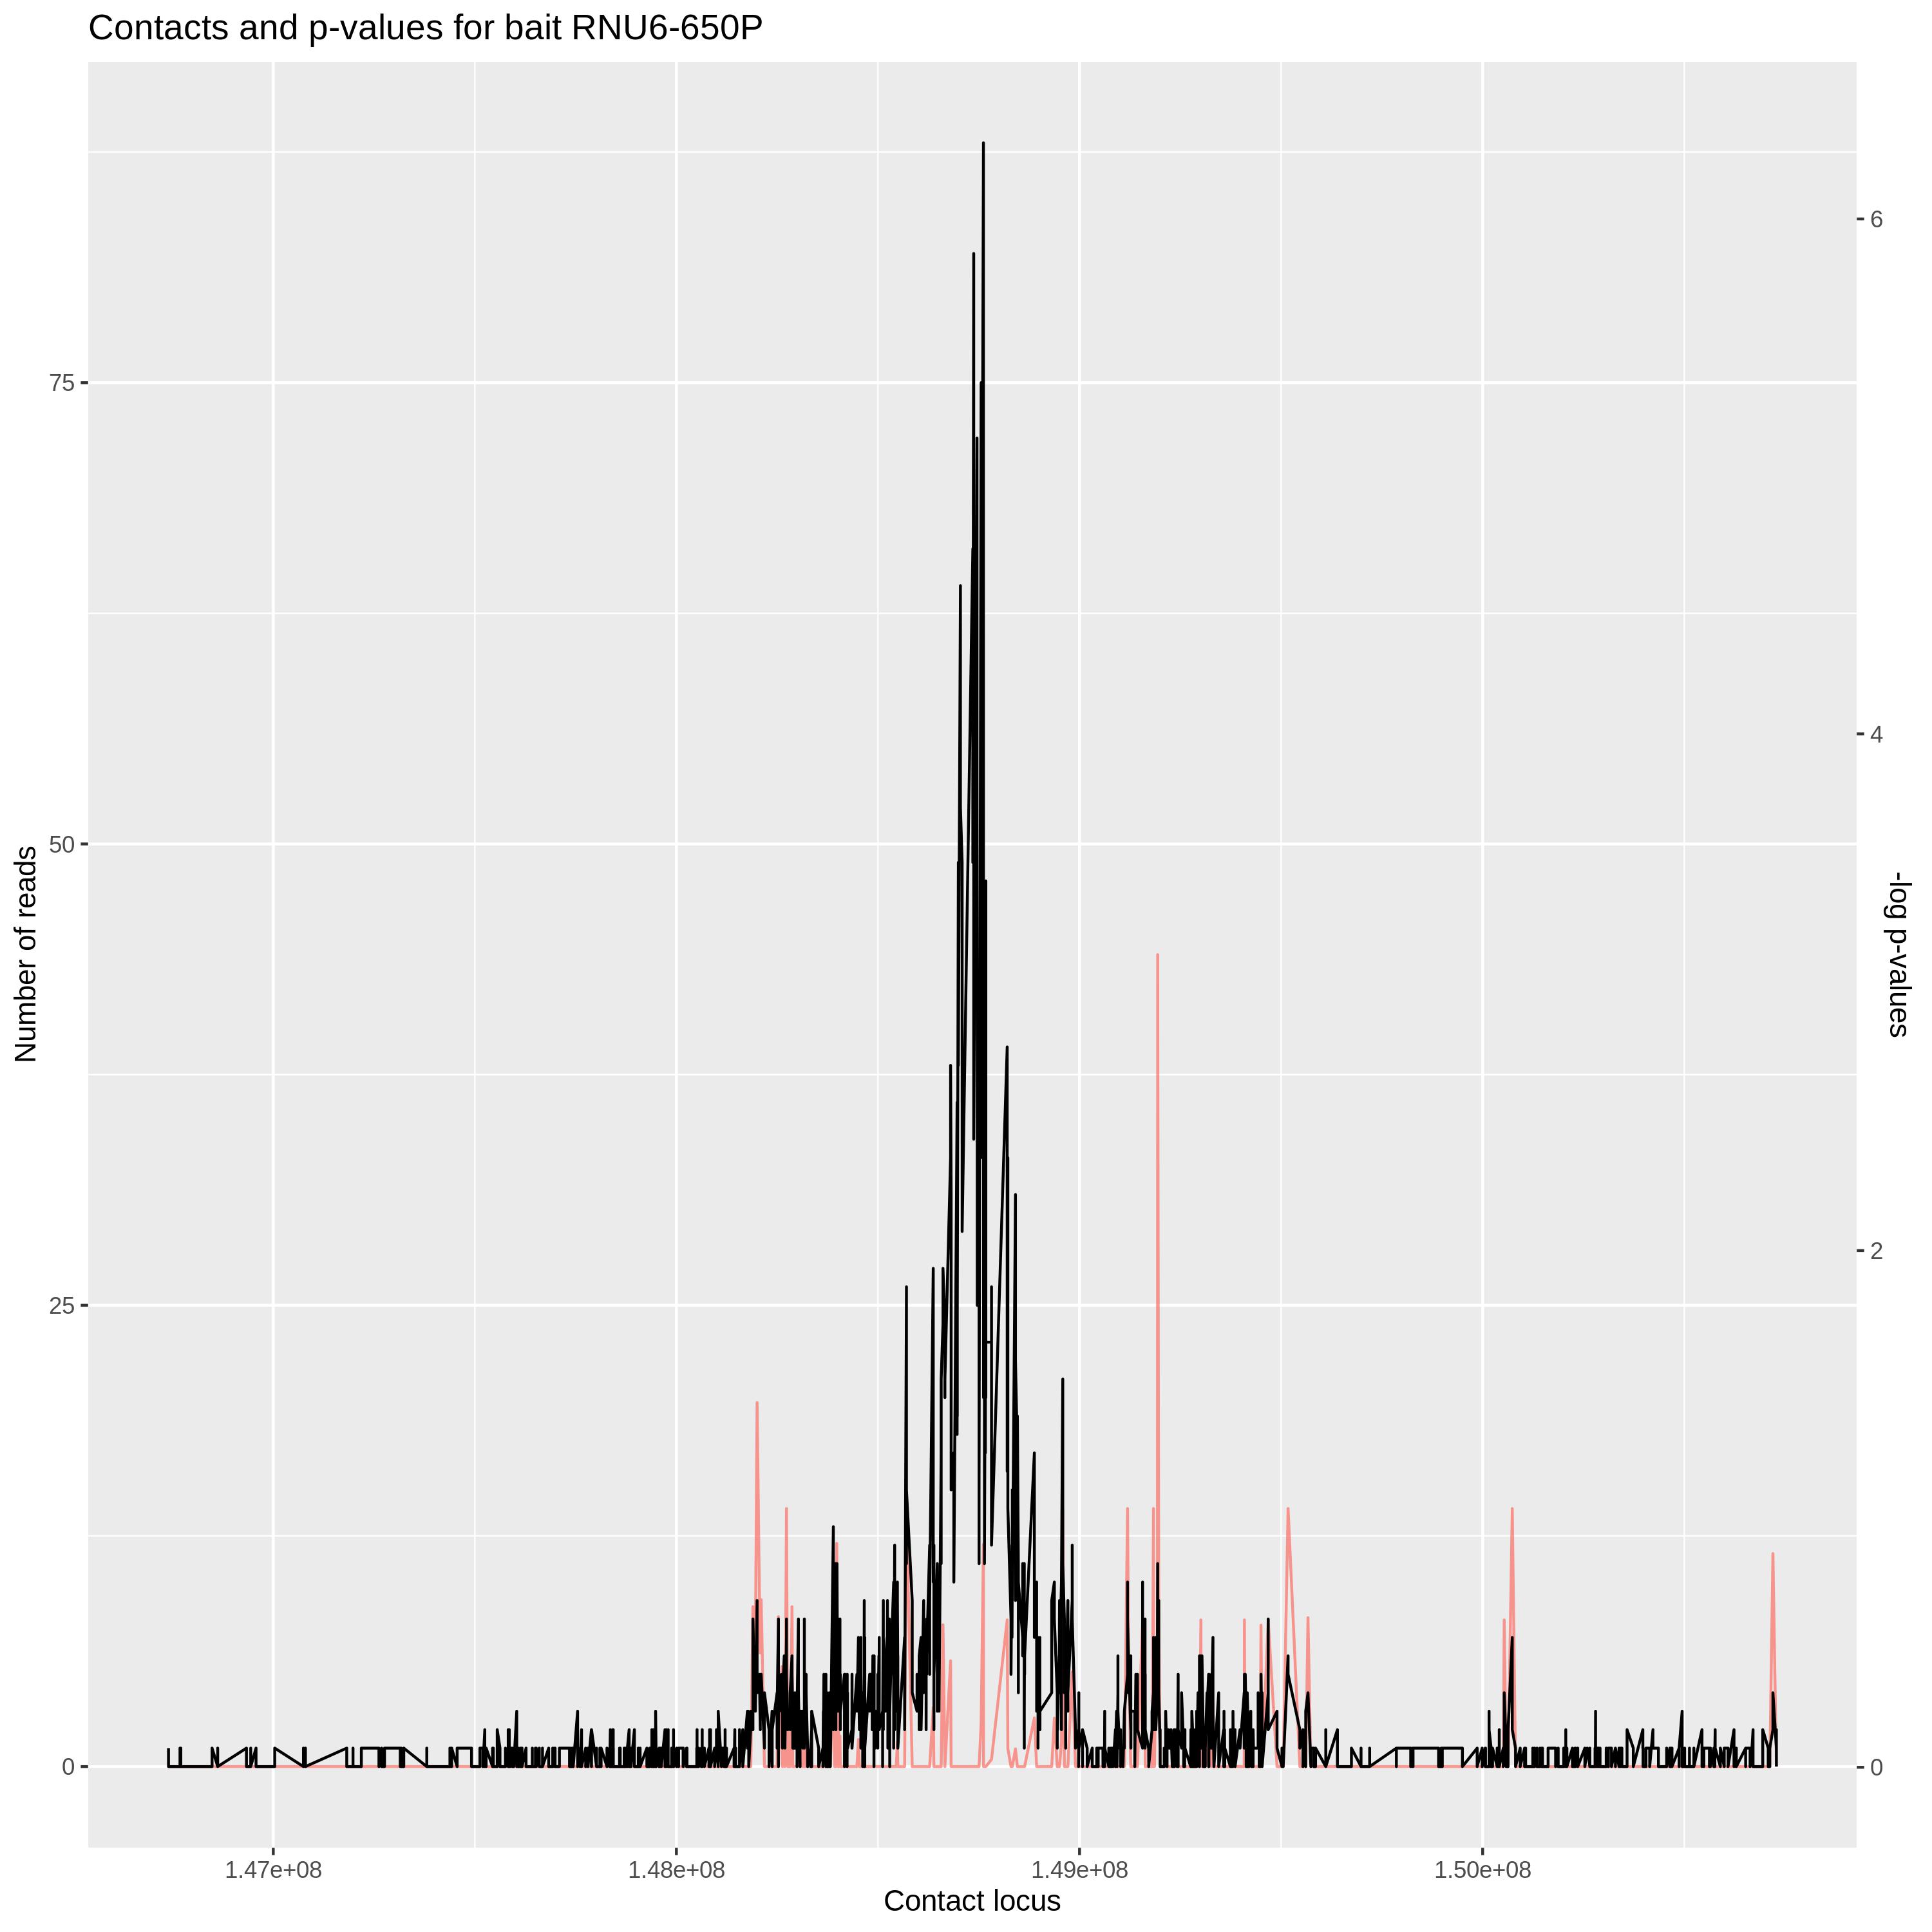 Contacts and p-values for bait RNU6-650P
Number of reads
75
50
25
0
6
4
2
0
-log p-values
1.47e+08 1.48e+08 1.49e+08 1.50e+08
Contact locus